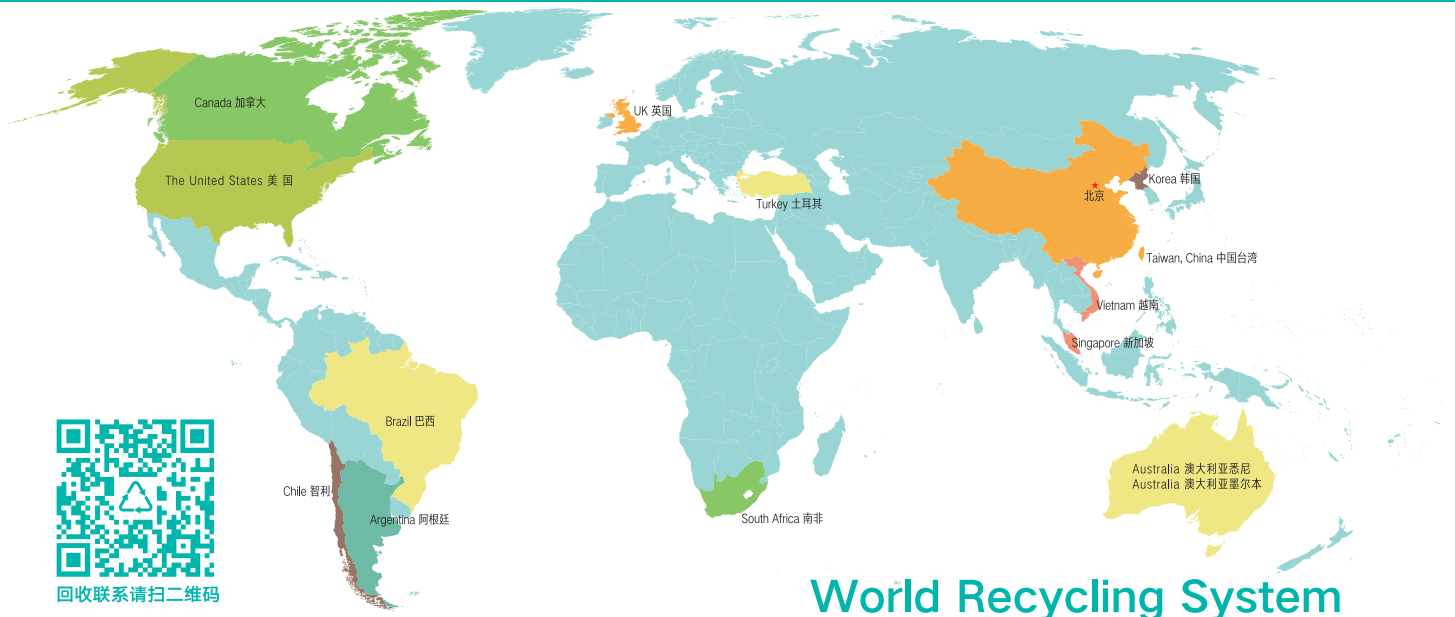 Canada 加拿大
UK 英国
The United States 美 国
Korea 韩国
北京
Turkey 土耳其
Taiwan, China 中国台湾
Vietnam 越南
Singapore 新加坡
Brazil 巴西
Australia 澳大利亚悉尼
Australia 澳大利亚墨尔本
Chile 智利
Argentina 阿根廷
South Africa 南非
回收联系请扫二维码
World Recycling System